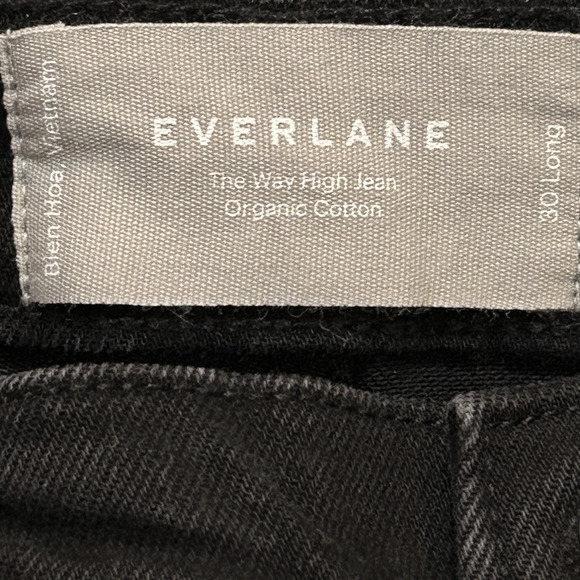 EVERLANE
The Way High Jean
Organic Cotton
Bien Hoa, Vietnam
30 Long